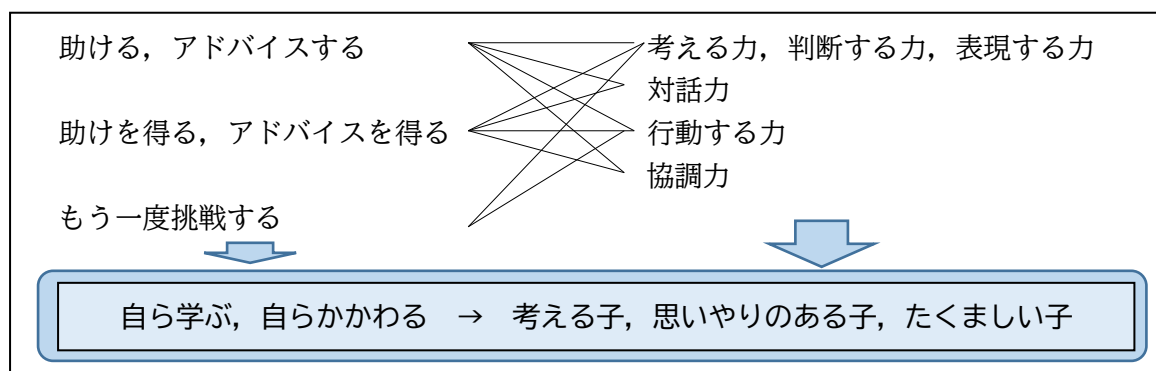 助ける，アドバイスする
考える力，判断する力，表現する力
対話力
助けを得る，アドバイスを得る
行動する力
協調力
もう一度挑戦する
自ら学ぶ，自らかかわる　→　考える子，思いやりのある子，たくましい子